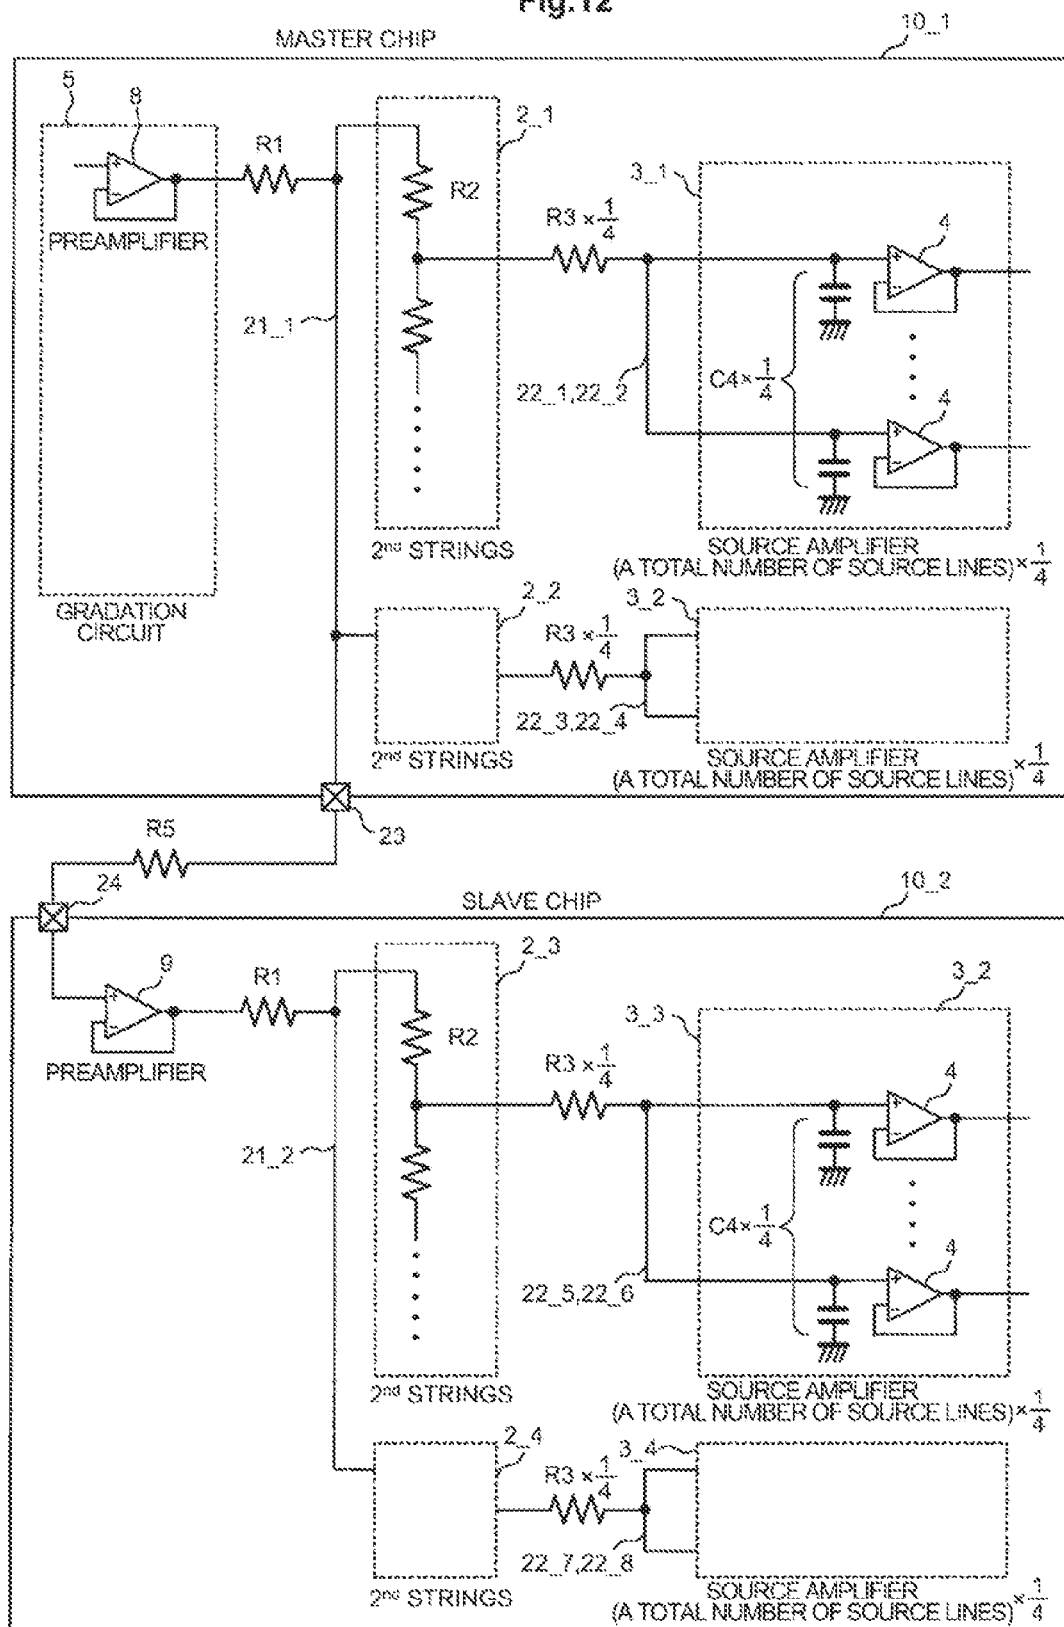 Fig.12
MASTER CHIP
10_1
5
8
2_1
R1
R2
3_1
R3 × 1/4
4
PREAMPLIFIER
21_1
22_1,22_2
C4× 1/4
4
2nd STRINGS
SOURCE AMPLIFIER
(A TOTAL NUMBER OF SOURCE LINES) × 1/4
GRADATION
CIRCUIT
2_2
3_2
R3 × 1/4
22_3,22_4
2nd STRINGS
SOURCE AMPLIFIER
(A TOTAL NUMBER OF SOURCE LINES) × 1/4
23
R5
24
SLAVE CHIP
10_2
9
2_3
R1
R2
3_3
3_2
R3 × 1/4
4
PREAMPLIFIER
21_2
22_5,22_6
C4× 1/4
4
2nd STRINGS
SOURCE AMPLIFIER
(A TOTAL NUMBER OF SOURCE LINES) × 1/4
2_4
3_4
R3 × 1/4
22_7,22_8
2nd STRINGS
SOURCE AMPLIFIER
(A TOTAL NUMBER OF SOURCE LINES) × 1/4